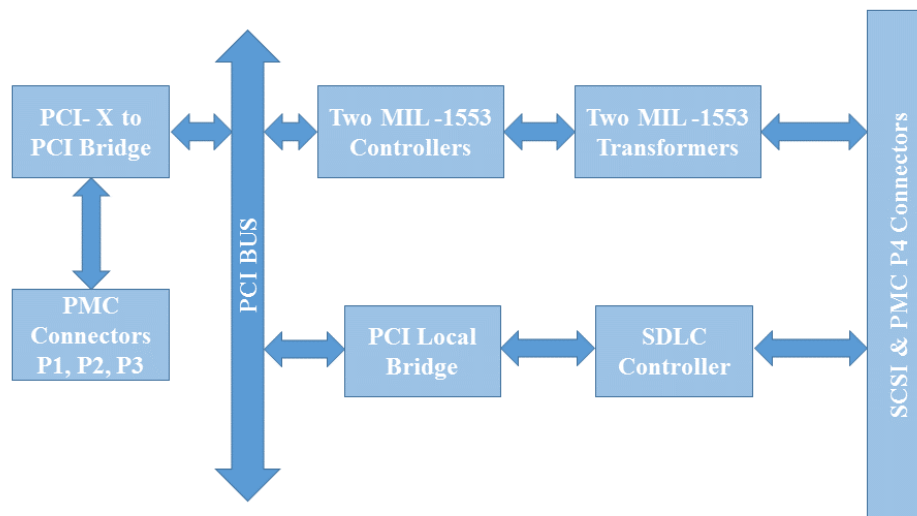 PCI- X to
PCI Bridge
Two MIL -1553
Controllers
Two MIL -1553
Transformers
PCI BUS
PMC
Connectors
P1, P2, P3
PCI Local
Bridge
SDLC
Controller
SCSI & PMC P4 Connectors